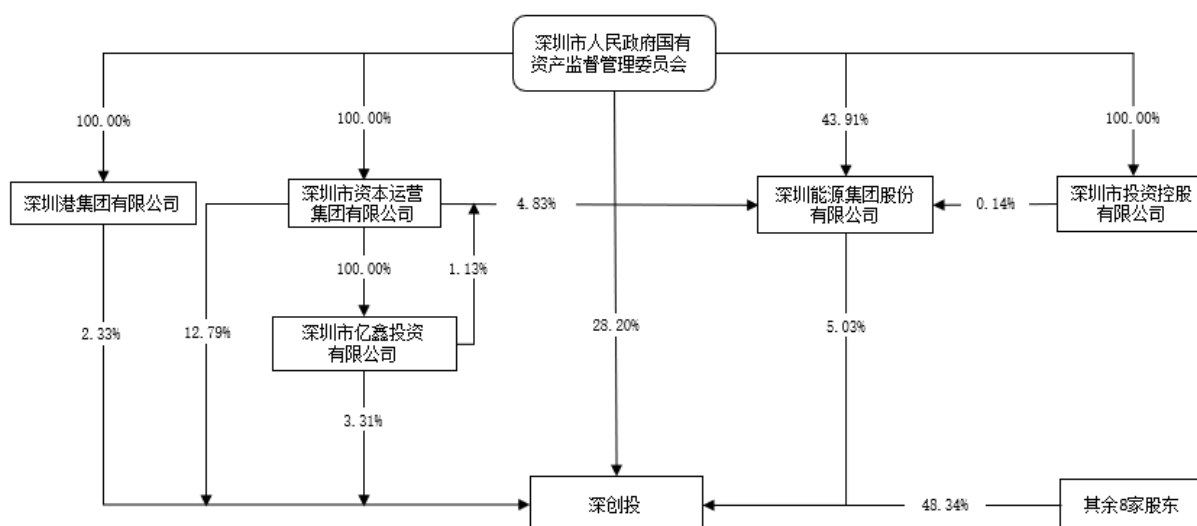 深圳市人民政府国有
资产监督管理委员会
100.00%
100.00%
43.91%
100.00%
深圳港集团有限公司
深圳市资本运营
集团有限公司
4.83%
深圳能源集团股份
有限公司
0.14%
深圳市投资控股
有限公司
100.00%
1.13%
2.33%
12.79%
深圳市亿鑫投资
有限公司
28.20%
5.03%
3.31%
深创投
48.34%
其余8家股东